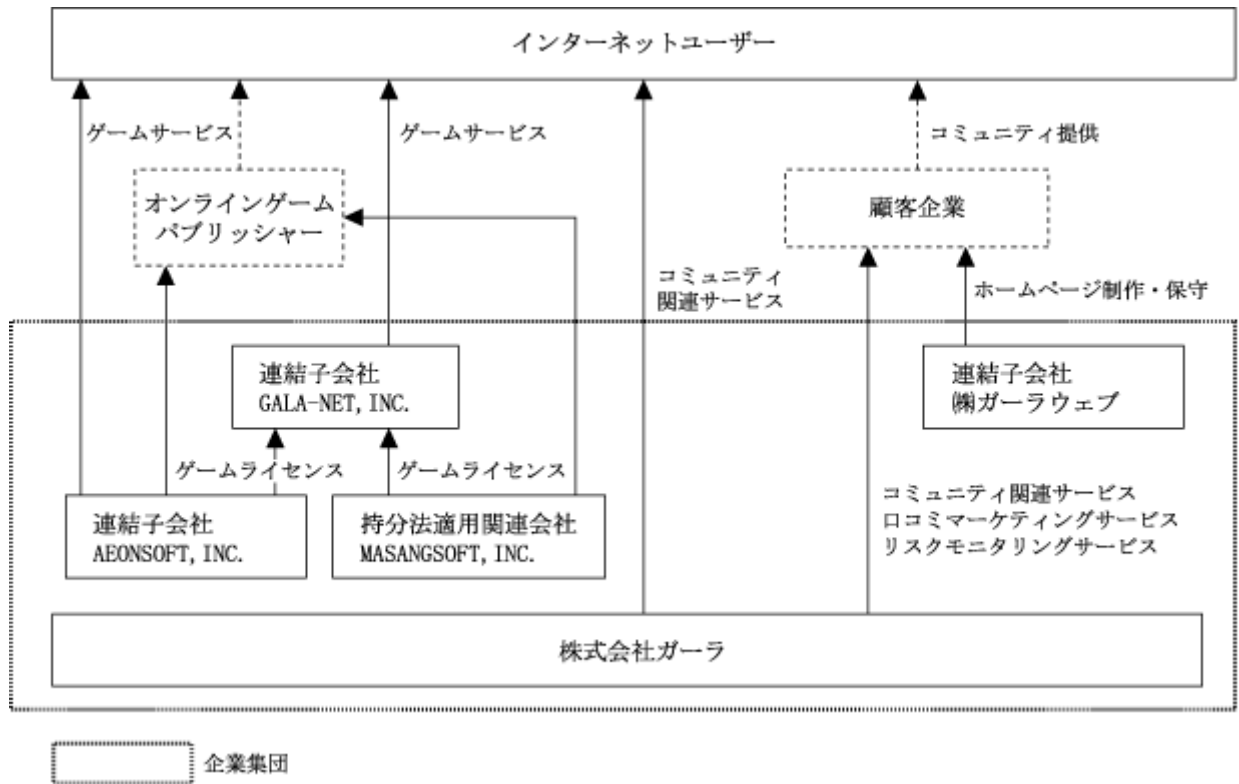 インターネットユーザー
ゲームサービス
ゲームサービス
コミュニティ提供
オンラインゲーム
パブリッシャー
顧客企業
コミュニティ
関連サービス
ホームページ制作・保守
連結子会社
GALA-NET, INC.
連結子会社
㈱ガーラウェブ
ゲームライセンス
ゲームライセンス
連結子会社
AEONSOFT, INC.
持分法適用関連会社
MASANGSOFT, INC.
コミュニティ関連サービス
口コミマーケティングサービス
リスクモニタリングサービス
株式会社ガーラ
企業集団